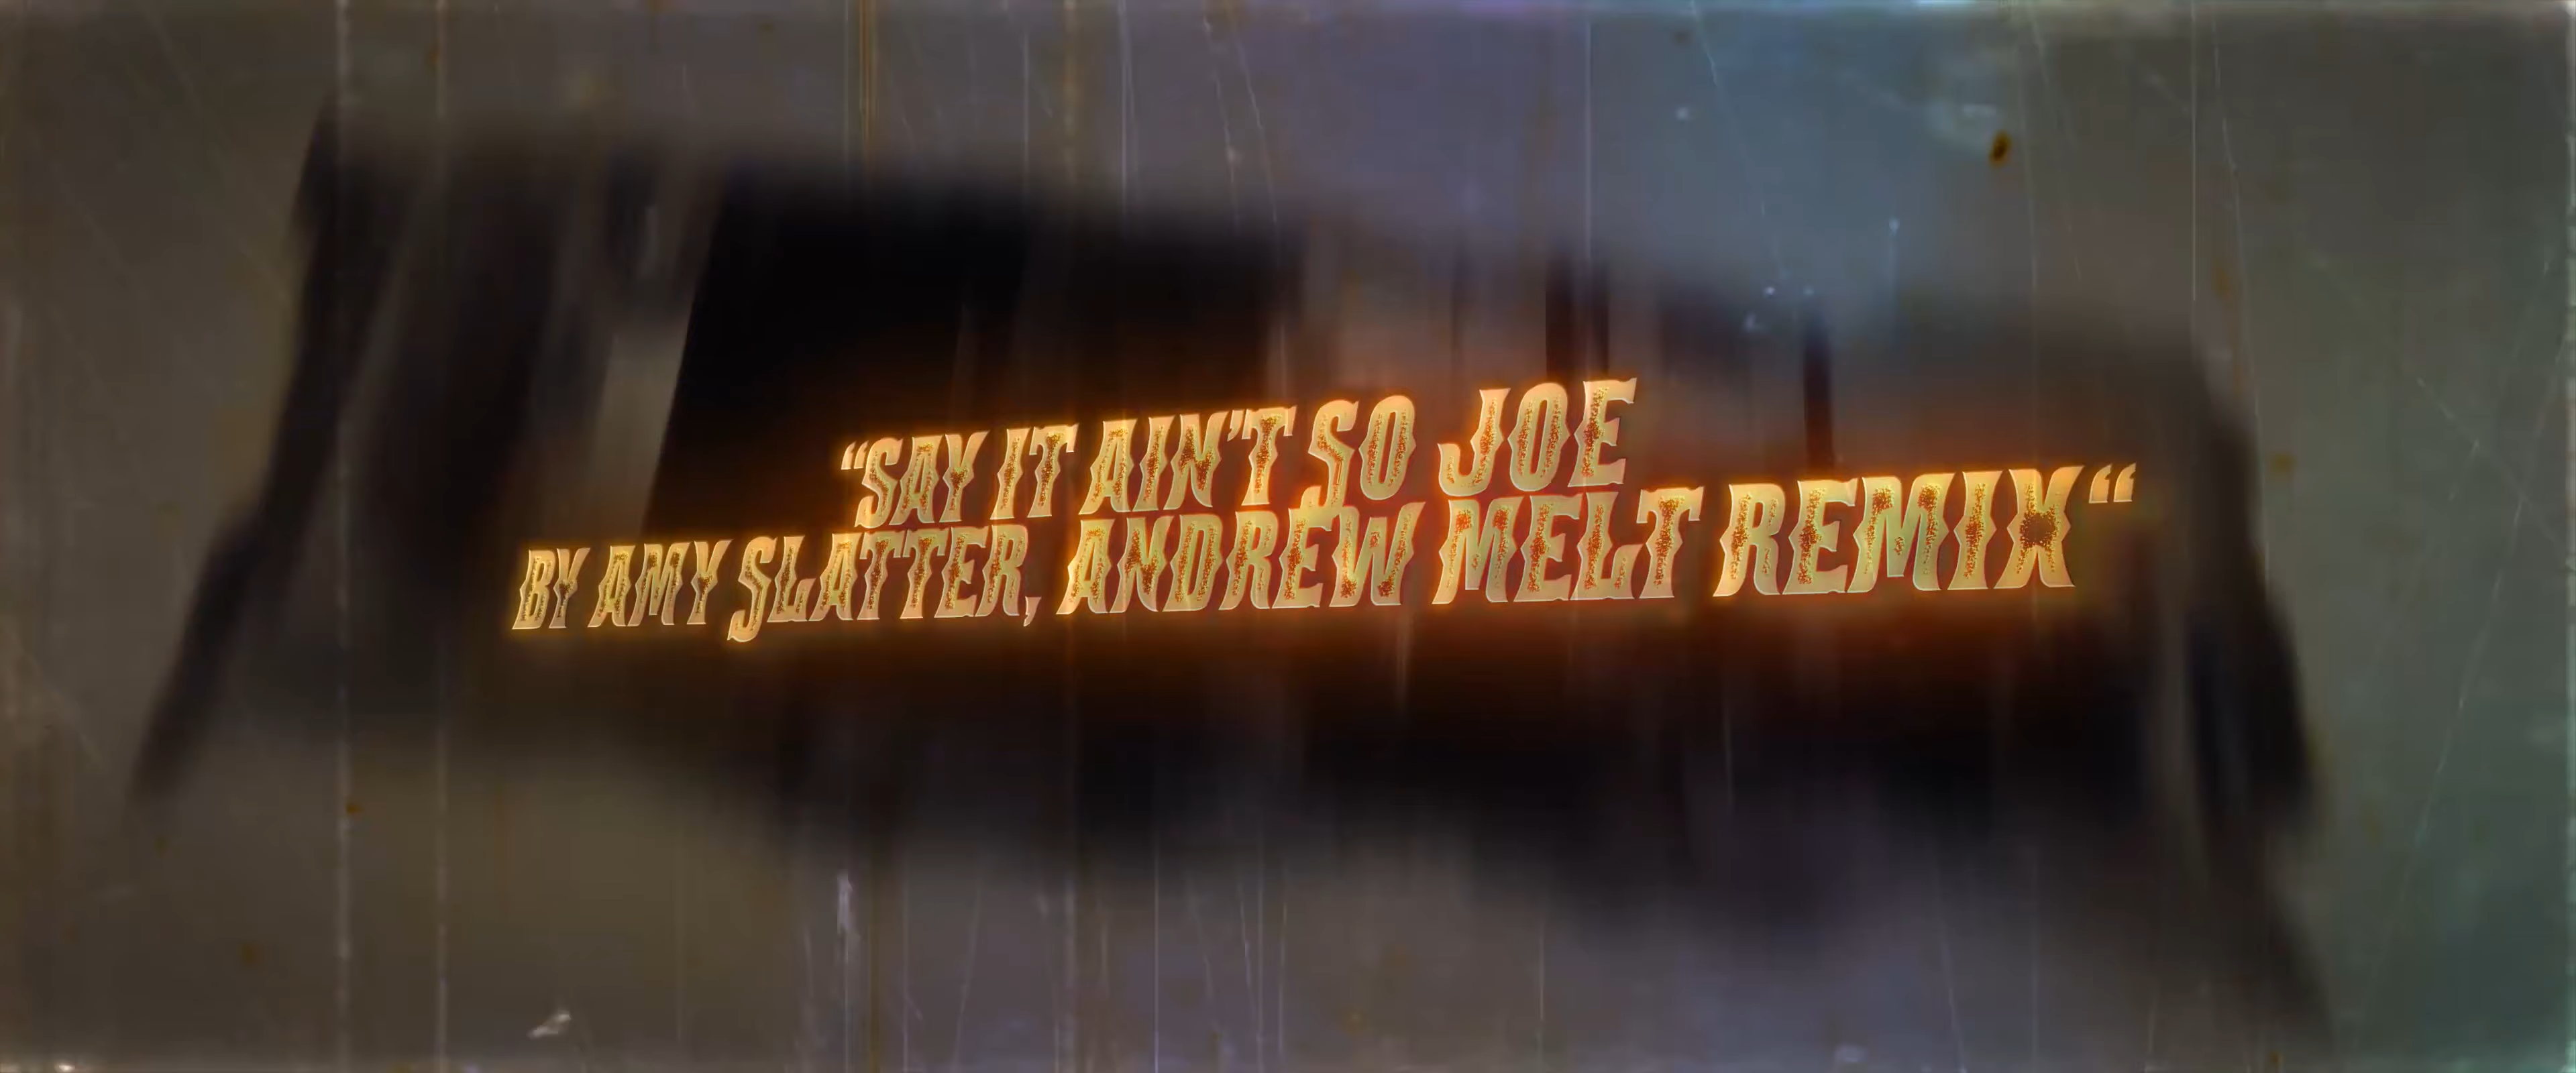 “SAY IT AIN'T SO JOE
BY AMY SLATTER, ANDREW MELT REMIX“